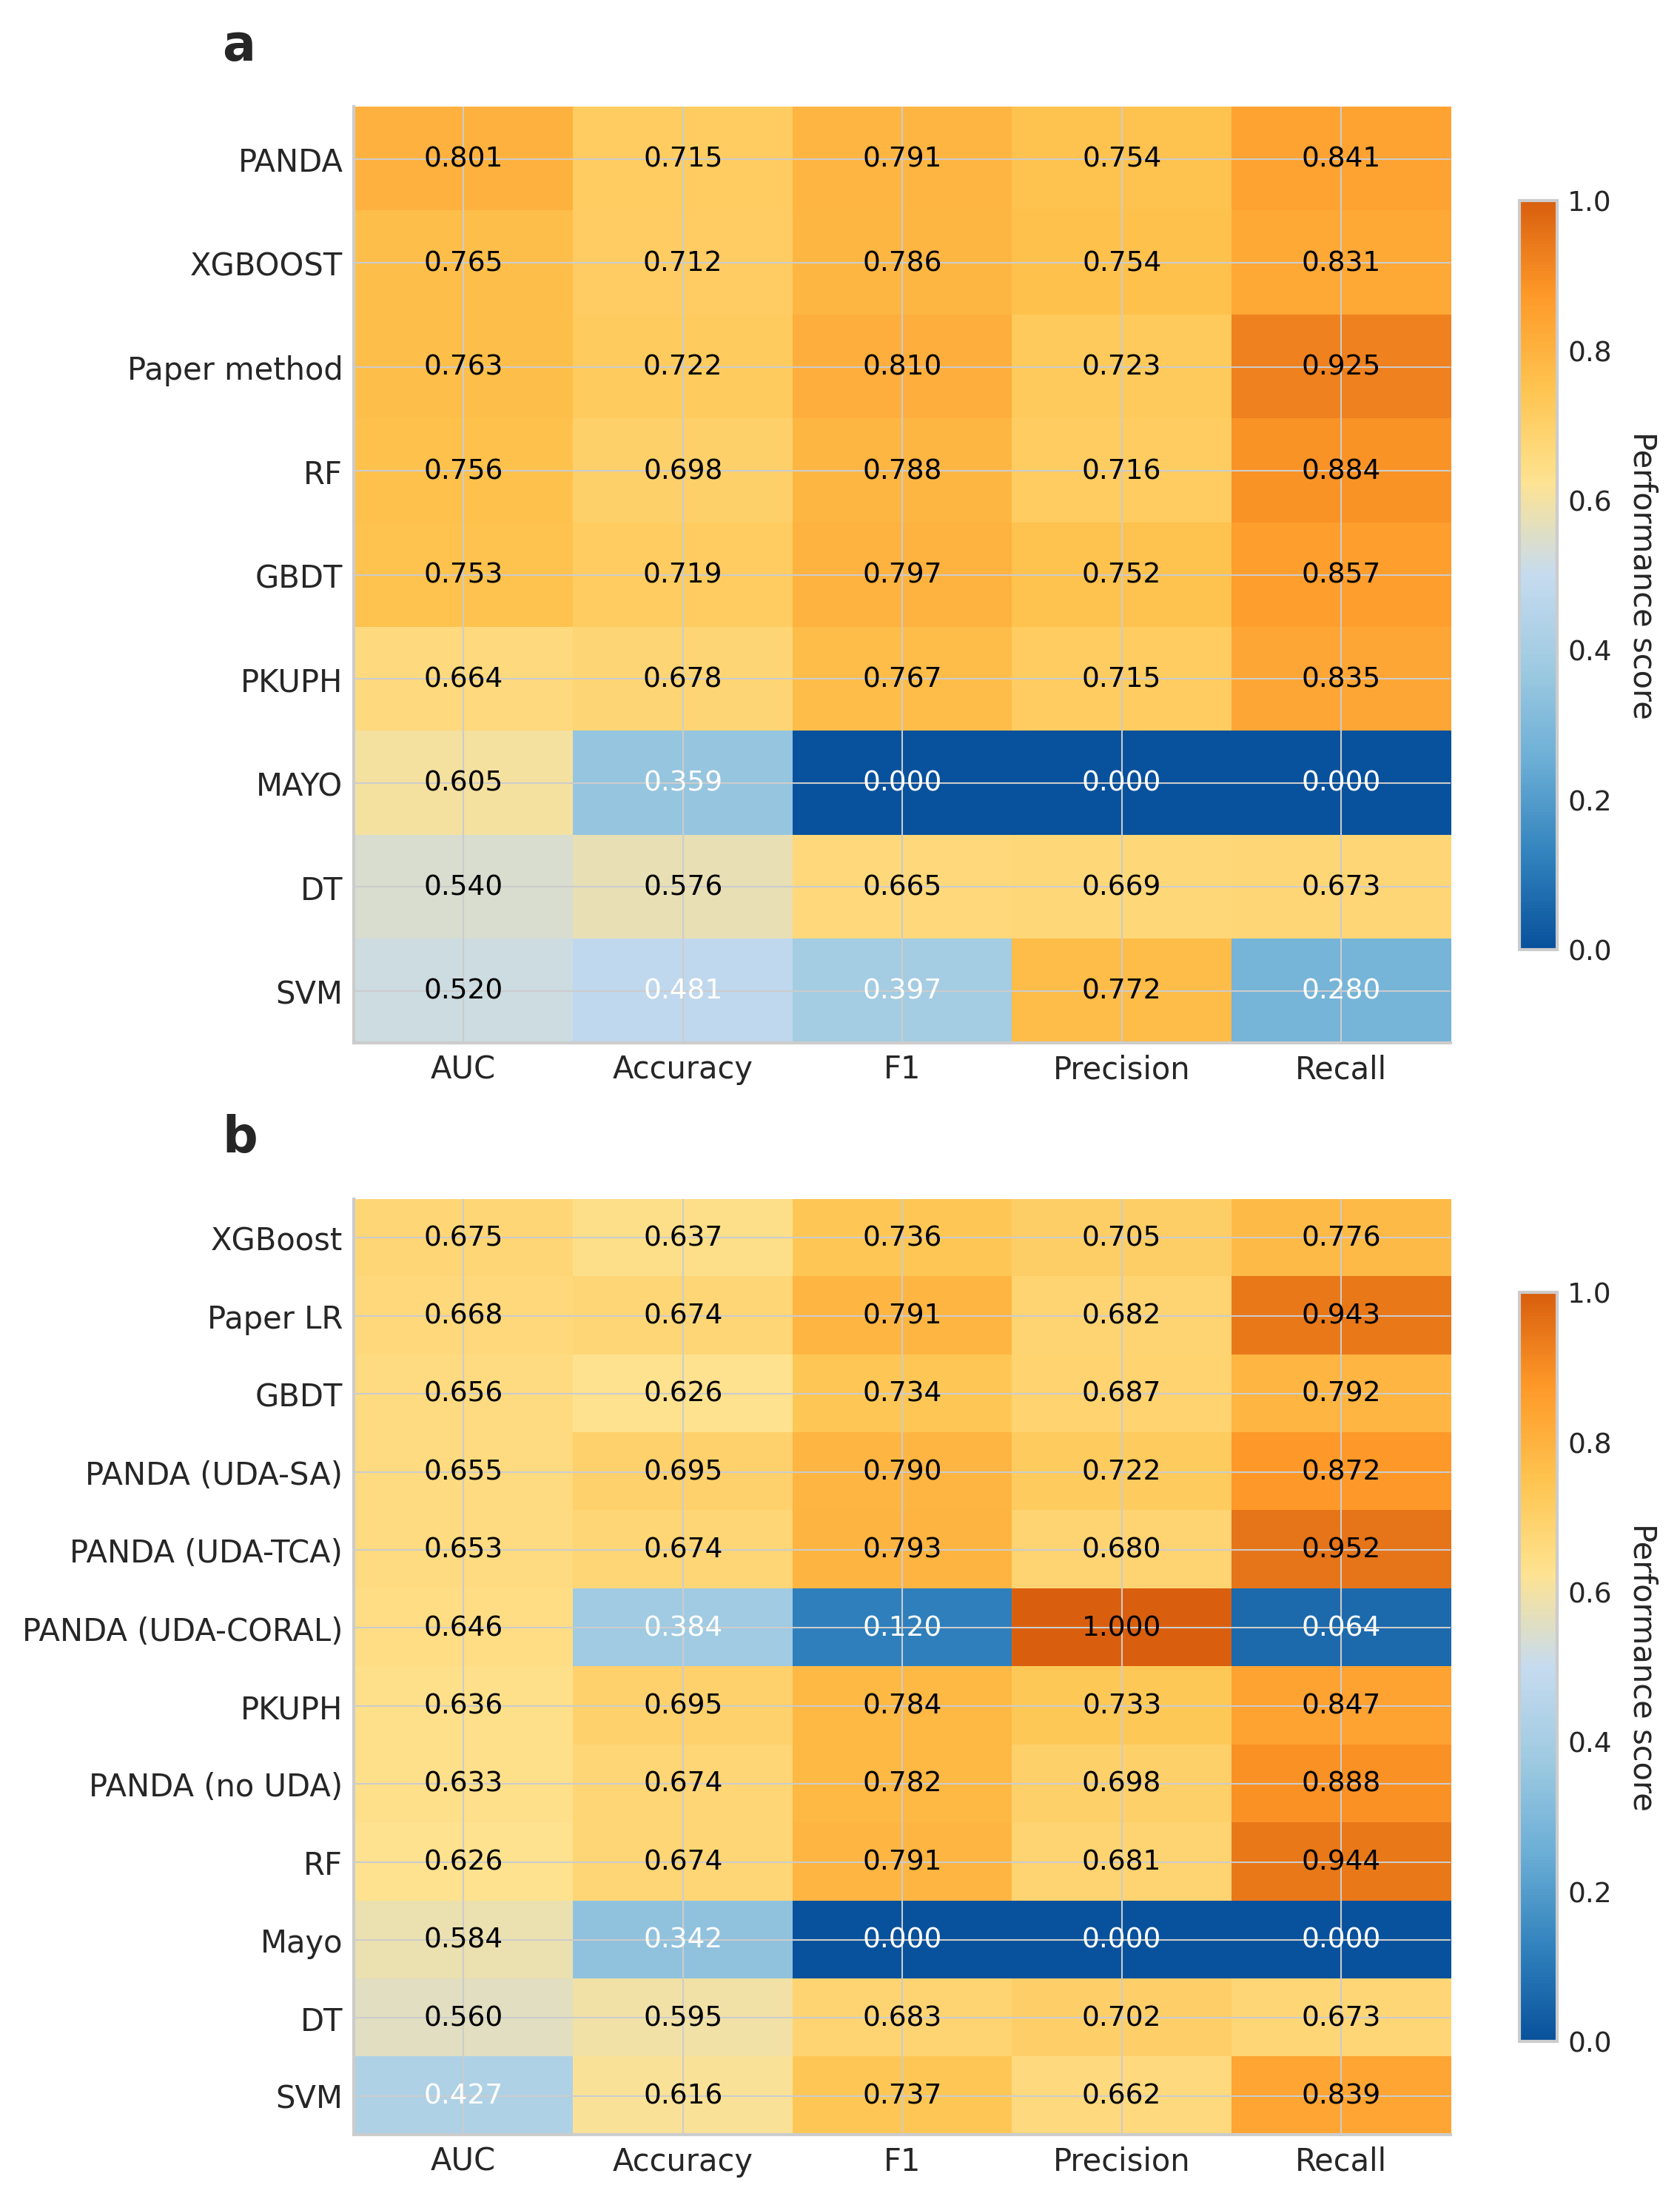 a
PANDA 0.801 0.715 0.791 0.754 0.841
XGBOOST 0.765 0.712 0.786 0.754 0.831
Paper method 0.763 0.722 0.810 0.723 0.925
RF 0.756 0.698 0.788 0.716 0.884
GBDT 0.753 0.719 0.797 0.752 0.857
PKUPH 0.664 0.678 0.767 0.715 0.835
MAYO 0.605 0.359 0.000 0.000 0.000
DT 0.540 0.576 0.665 0.669 0.673
SVM 0.520 0.481 0.397 0.772 0.280
AUC Accuracy F1 Precision Recall
1.0
0.8
0.6
0.4
0.2
0.0
Performance score
b
XGBoost 0.675 0.637 0.736 0.705 0.776
Paper LR 0.668 0.674 0.791 0.682 0.943
GBDT 0.656 0.626 0.734 0.687 0.792
PANDA (UDA-SA) 0.655 0.695 0.790 0.722 0.872
PANDA (UDA-TCA) 0.653 0.674 0.793 0.680 0.952
PANDA (UDA-CORAL) 0.646 0.384 0.120 1.000 0.064
PKUPH 0.636 0.695 0.784 0.733 0.847
PANDA (no UDA) 0.633 0.674 0.782 0.698 0.888
RF 0.626 0.674 0.791 0.681 0.944
Mayo 0.584 0.342 0.000 0.000 0.000
DT 0.560 0.595 0.683 0.702 0.673
SVM 0.427 0.616 0.737 0.662 0.839
AUC Accuracy F1 Precision Recall
1.0
0.8
0.6
0.4
0.2
0.0
Performance score